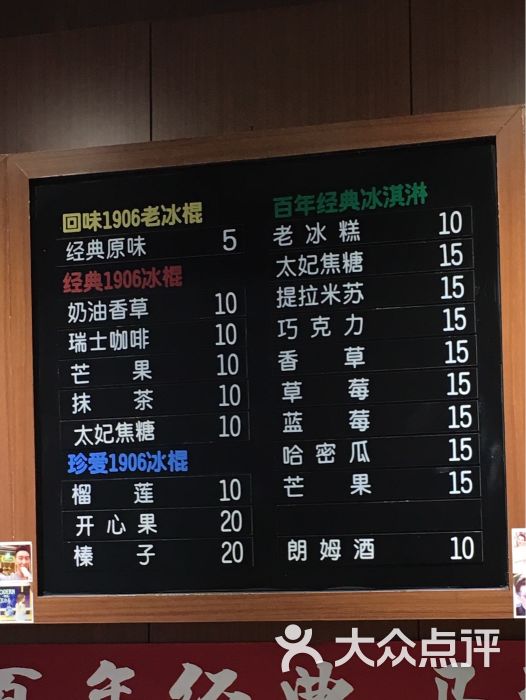 回味1906老冰棍
经典原味 5
经典1906冰棍
奶油香草 10
瑞士咖啡 10
芒果 10
抹茶 10
太妃焦糖 10
珍爱1906冰棍
榴莲 10
开心果 20
榛子 20
百年经典冰淇淋
老冰糕 10
太妃焦糖 15
提拉米苏 15
巧克力 15
香草 15
草莓 15
蓝莓 15
哈密瓜 15
芒果 15
朗姆酒 10
百年经典
大众点评